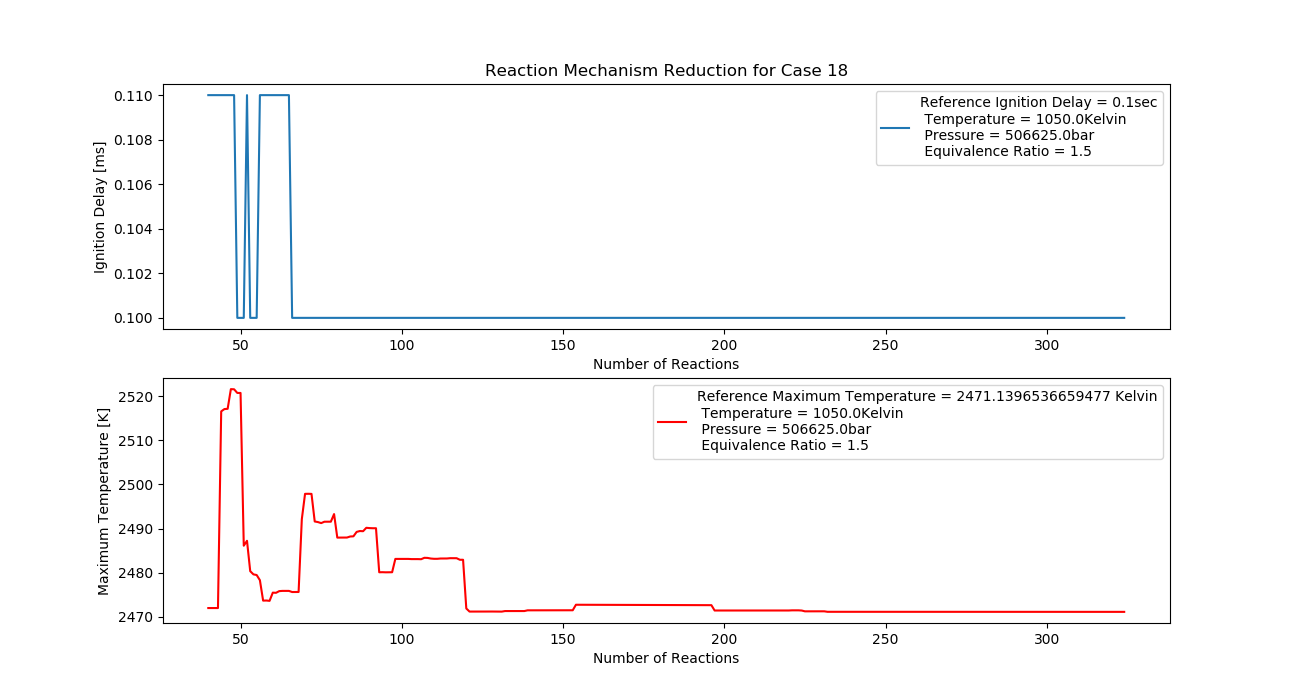 Reaction Mechanism Reduction for Case 18
0.110
0.108
0.106
0.104
0.102
0.100
Ignition Delay [ms]
Reference Ignition Delay = 0.1sec
Temperature = 1050.0Kelvin
Pressure = 506625.0bar
Equivalence Ratio = 1.5
50 100 150 200 250 300
Number of Reactions
2520
2510
2500
2490
2480
2470
Maximum Temperature [K]
Reference Maximum Temperature = 2471.1396536659477 Kelvin
Temperature = 1050.0Kelvin
Pressure = 506625.0bar
Equivalence Ratio = 1.5
50 100 150 200 250 300
Number of Reactions